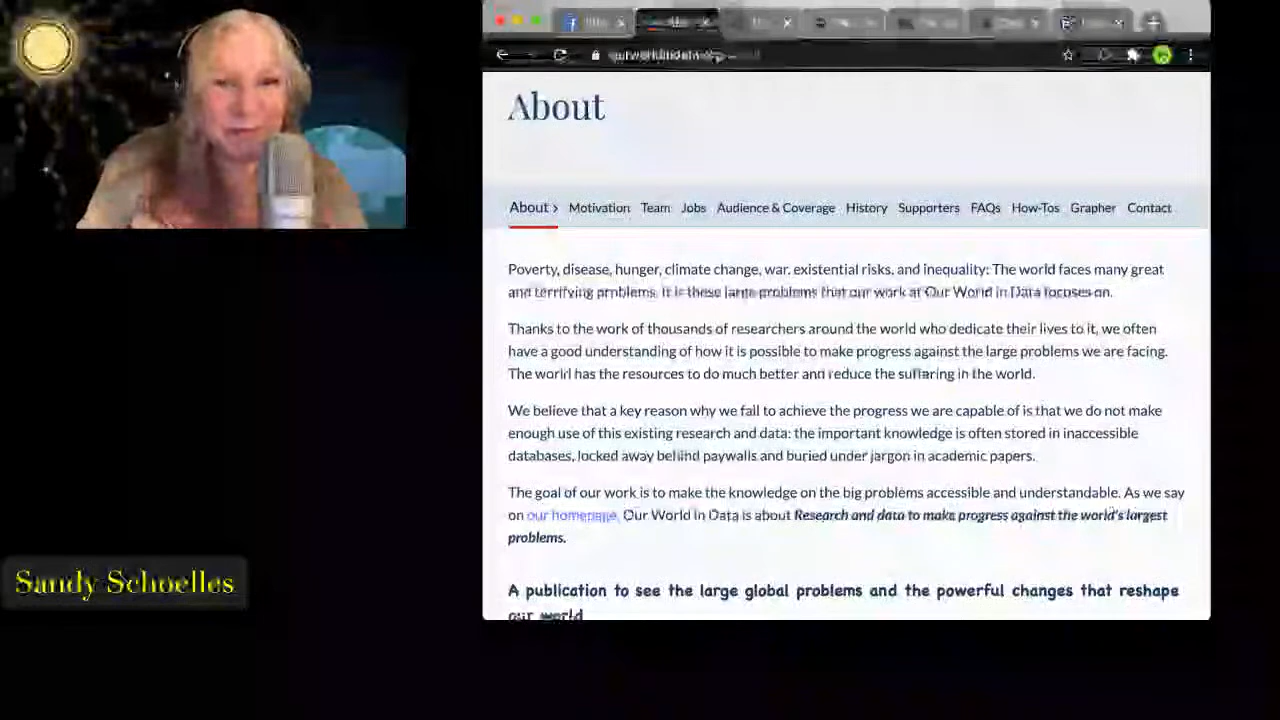 About
About › Motivation Team Jobs Audience & Coverage History Supporters FAQs How-Tos Grapher Contact
Poverty, disease, hunger, climate change, war, existential risks, and inequality: The world faces many great
and terrifying problems. It is these large problems that our work at Our World in Data focuses on.
Thanks to the work of thousands of researchers around the world who dedicate their lives to it, we often
have a good understanding of how it is possible to make progress against the large problems we are facing.
The world has the resources to do much better and reduce the suffering in the world.
We believe that a key reason why we fail to achieve the progress we are capable of is that we do not make
enough use of this existing research and data: the important knowledge is often stored in inaccessible
databases, locked away behind paywalls and buried under jargon in academic papers.
The goal of our work is to make the knowledge on the big problems accessible and understandable. As we say
on our homepage, Our World in Data is about Research and data to make progress against the world's largest
problems.
A publication to see the large global problems and the powerful changes that reshape
our world
Sandy Schoelles